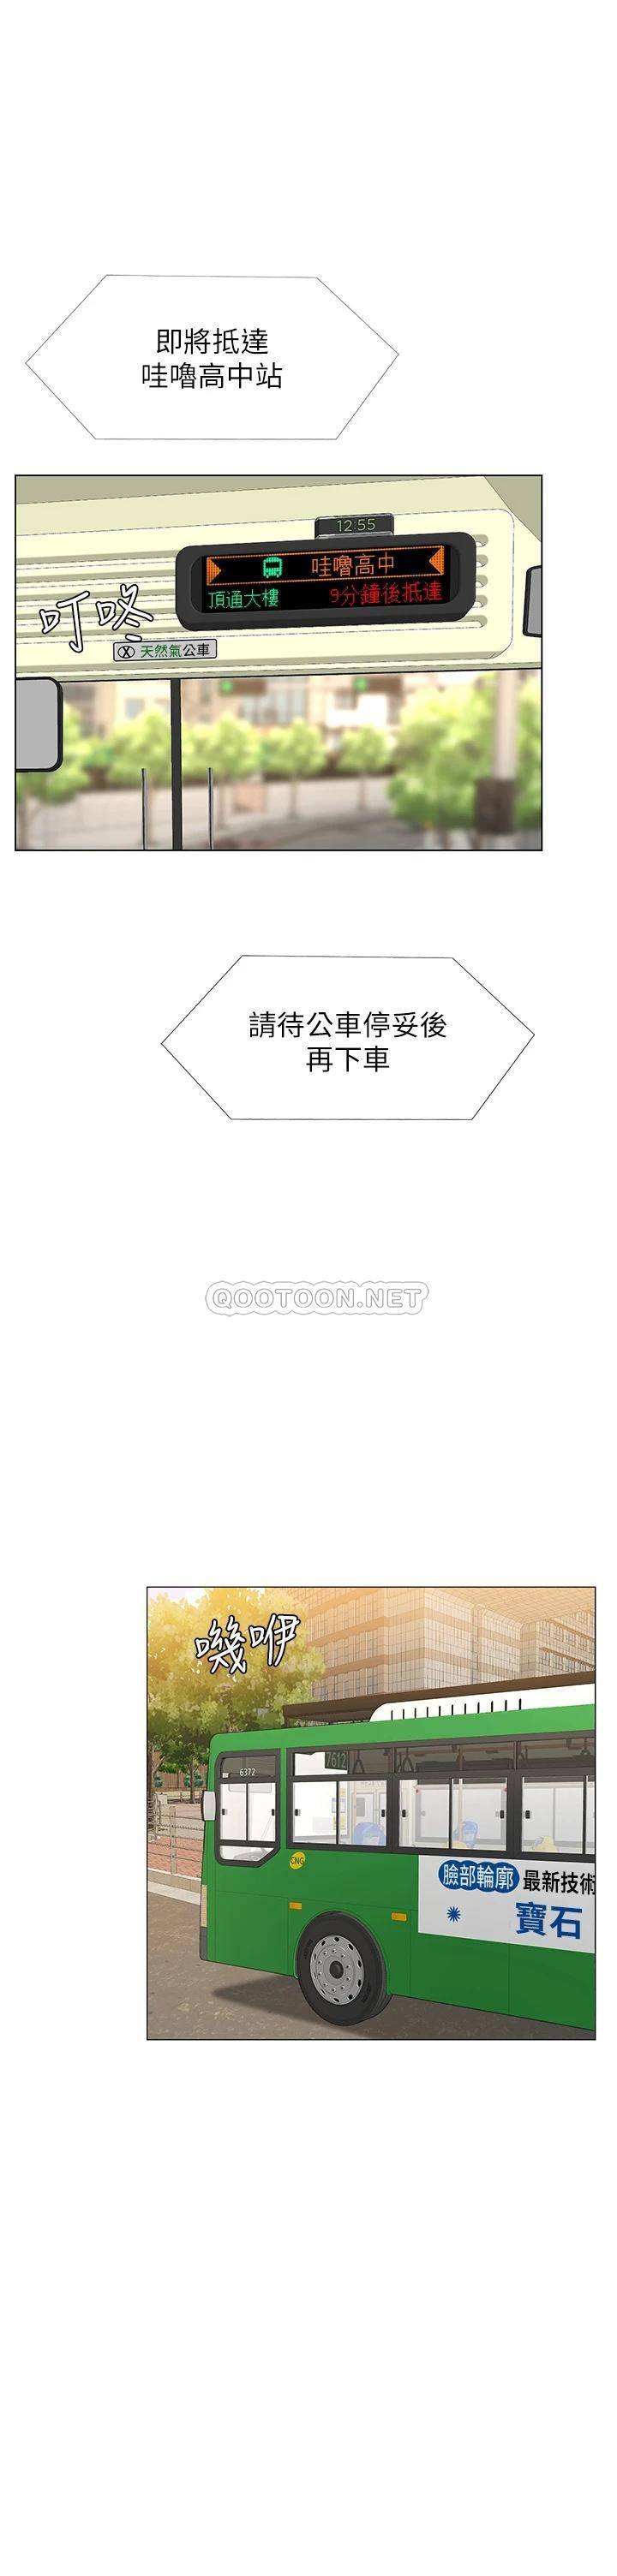 即將抵達
哇嚕高中站
12:55
哇嚕高中
頂通大樓 9分鐘後抵達
叮咚
天然氣公車
請待公車停妥後
再下車
QOOTOON.NET
嘰咿
7612
6372
CNG
臉部輪廓 最新技術
寶石